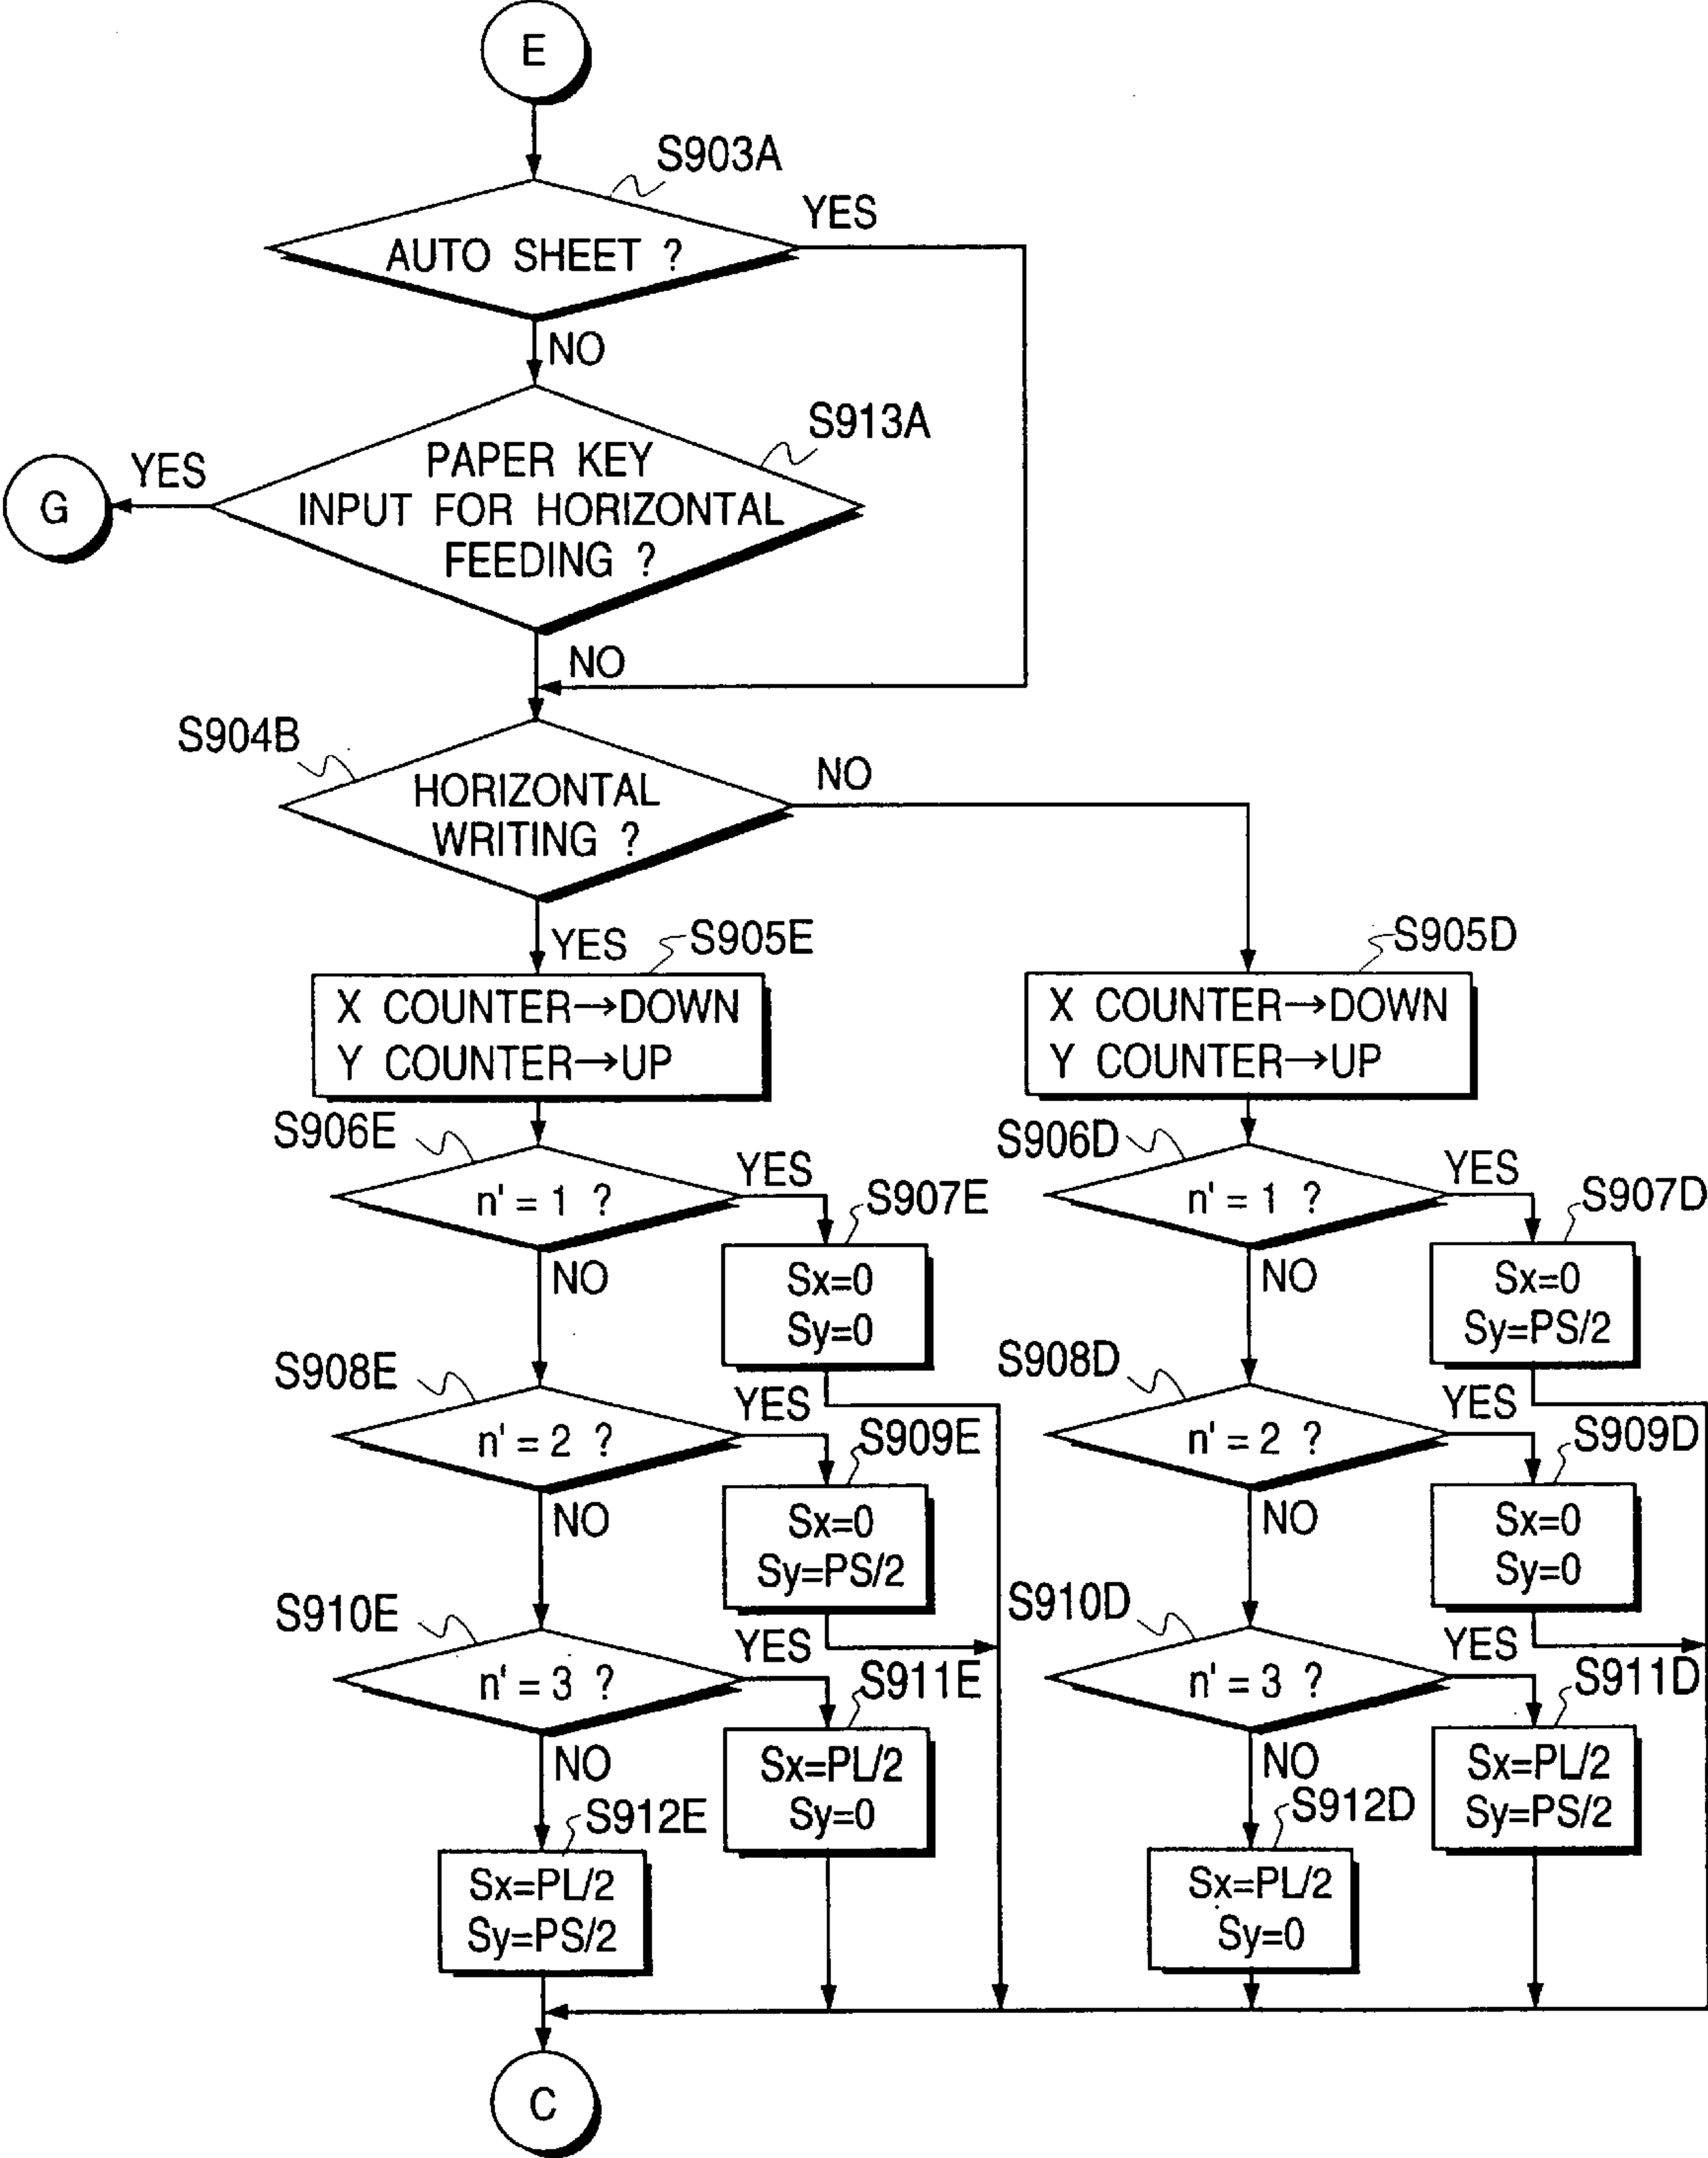 E
S903A
YES
AUTO SHEET ?
NO
S913A
PAPER KEY
INPUT FOR HORIZONTAL
FEEDING ?
YES
G
NO
S904B
HORIZONTAL
WRITING ?
NO
YES
S905E
X COUNTER→DOWN
Y COUNTER→UP
S905D
X COUNTER→DOWN
Y COUNTER→UP
S906E
n' = 1 ?
YES
S907E
Sx=0
Sy=0
NO
S908E
n' = 2 ?
YES
S909E
Sx=0
Sy=PS/2
NO
S910E
n' = 3 ?
YES
S911E
Sx=PL/2
Sy=0
NO
S912E
Sx=PL/2
Sy=PS/2
S906D
n' = 1 ?
YES
S907D
Sx=0
Sy=PS/2
NO
S908D
n' = 2 ?
YES
S909D
Sx=0
Sy=0
NO
S910D
n' = 3 ?
YES
S911D
Sx=PL/2
Sy=PS/2
NO
S912D
Sx=PL/2
Sy=0
C